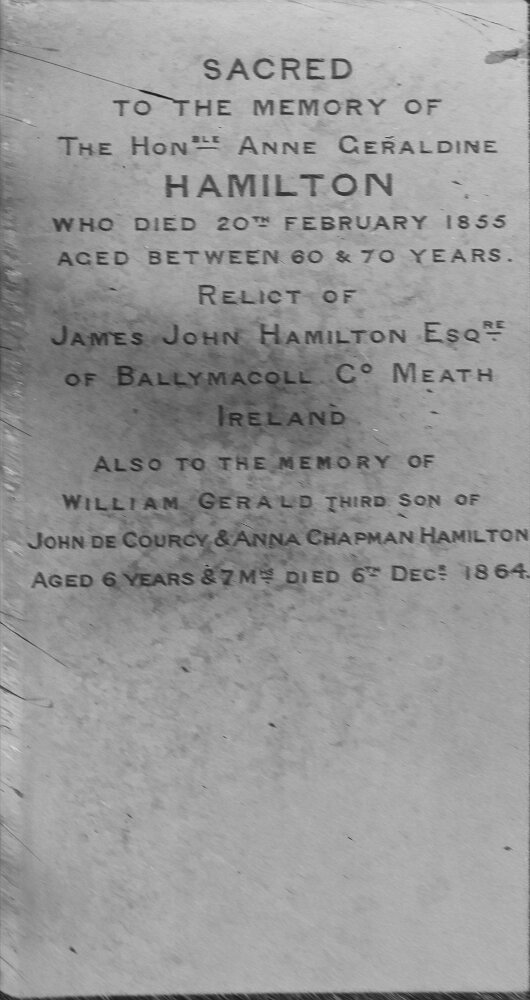 SACRED
TO THE MEMORY OF
THE HONBLE ANNE GERALDINE
HAMILTON
WHO DIED 20TH FEBRUARY 1855
AGED BETWEEN 60 & 70 YEARS.
RELICT OF
JAMES JOHN HAMILTON ESQRE
OF BALLYMACOLL CO MEATH
IRELAND
ALSO TO THE MEMORY OF
WILLIAM GERALD THIRD SON OF
JOHN DE COURCY & ANNA CHAPMAN HAMILTON
AGED 6 YEARS & 7 MOS DIED 6TH DECR 1864.